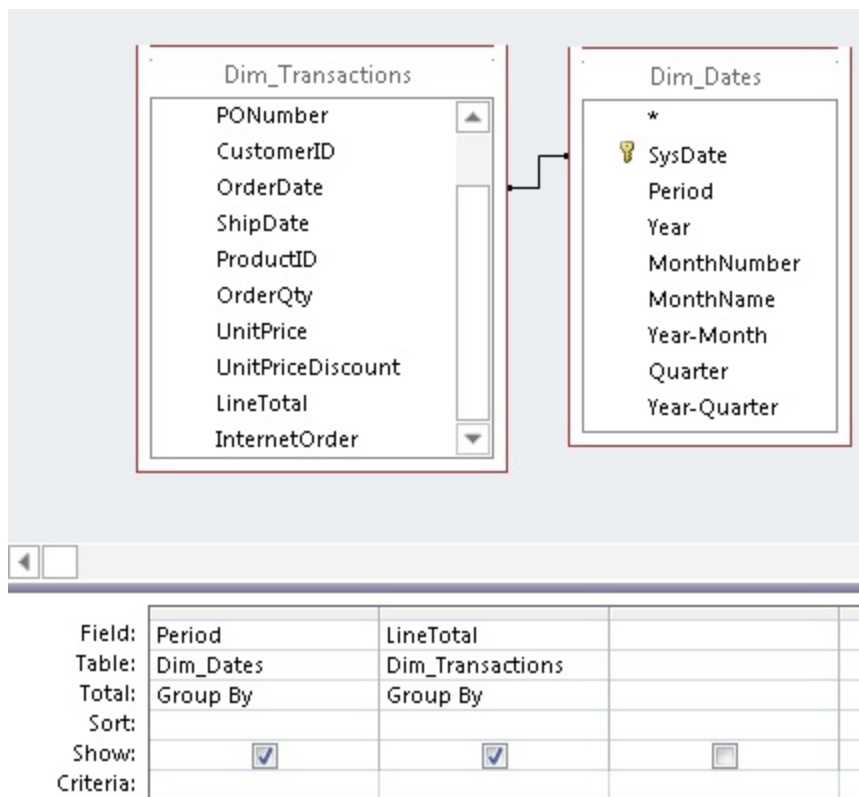 Dim_Transactions
PONumber
CustomerID
OrderDate
ShipDate
ProductID
OrderQty
UnitPrice
UnitPriceDiscount
LineTotal
InternetOrder
Dim_Dates
*
SysDate
Period
Year
MonthNumber
MonthName
Year-Month
Quarter
Year-Quarter
Field: Period LineTotal
Table: Dim_Dates Dim_Transactions
Total: Group By Group By
Sort:
Show:
Criteria: